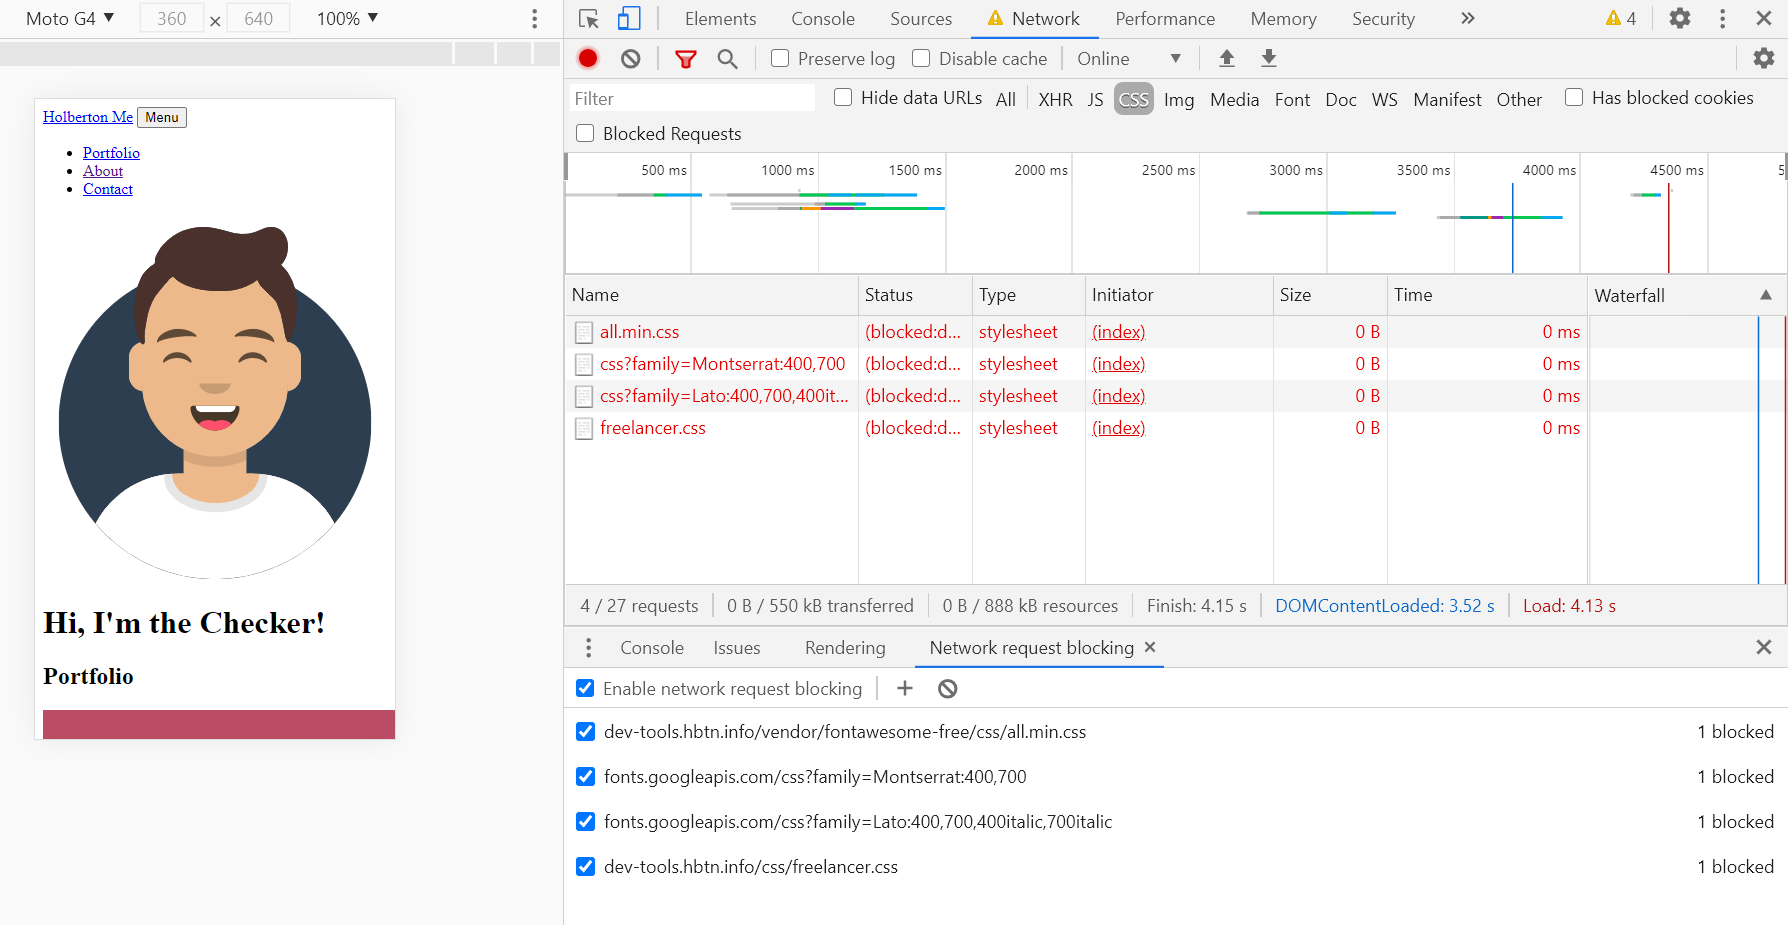 Moto G4 ▼ 360 × 640 100% ▼
Elements Console Sources Network Performance Memory Security » 4
Preserve log Disable cache Online ▼
Filter Hide data URLs All XHR JS CSS Img Media Font Doc WS Manifest Other Has blocked cookies
Blocked Requests
500 ms 1000 ms 1500 ms 2000 ms 2500 ms 3000 ms 3500 ms 4000 ms 4500 ms 5
Name Status Type Initiator Size Time Waterfall ▲
all.min.css (blocked:d... stylesheet (index) 0 B 0 ms
css?family=Montserrat:400,700 (blocked:d... stylesheet (index) 0 B 0 ms
css?family=Lato:400,700,400it... (blocked:d... stylesheet (index) 0 B 0 ms
freelancer.css (blocked:d... stylesheet (index) 0 B 0 ms
4 / 27 requests 0 B / 550 kB transferred 0 B / 888 kB resources Finish: 4.15 s DOMContentLoaded: 3.52 s Load: 4.13 s
Console Issues Rendering Network request blocking ×
Enable network request blocking
dev-tools.hbtn.info/vendor/fontawesome-free/css/all.min.css 1 blocked
fonts.googleapis.com/css?family=Montserrat:400,700 1 blocked
fonts.googleapis.com/css?family=Lato:400,700,400italic,700italic 1 blocked
dev-tools.hbtn.info/css/freelancer.css 1 blocked
Holberton Me Menu
Portfolio
About
Contact
Hi, I'm the Checker!
Portfolio